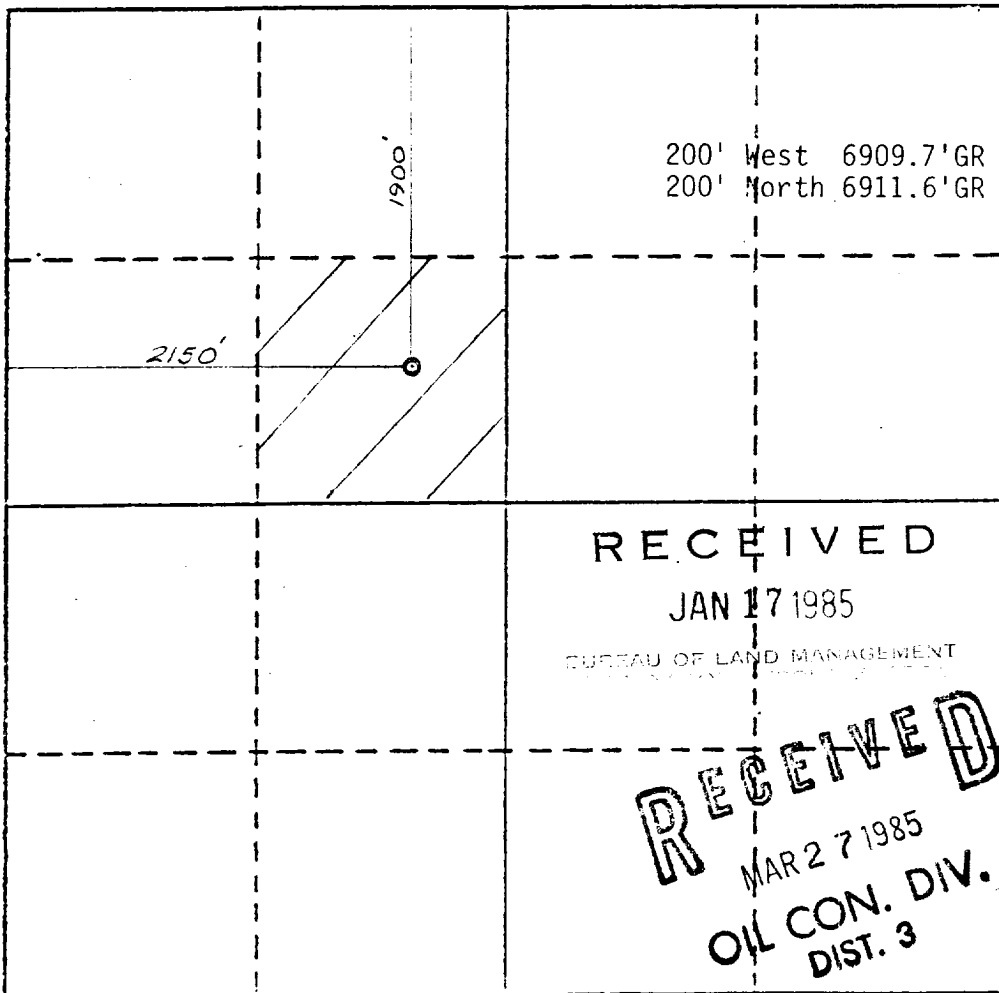 1900'
200' West 6909.7'GR
200' North 6911.6'GR
2150'
RECEIVED
JAN 17 1985
BUREAU OF LAND MANAGEMENT
RECEIVED
MAR 27 1985
OIL CON. DIV.
DIST. 3